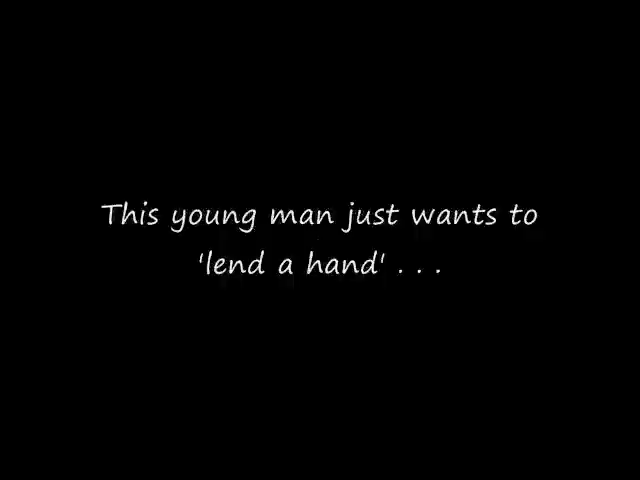 This young man just wants to
'lend a hand' . . .